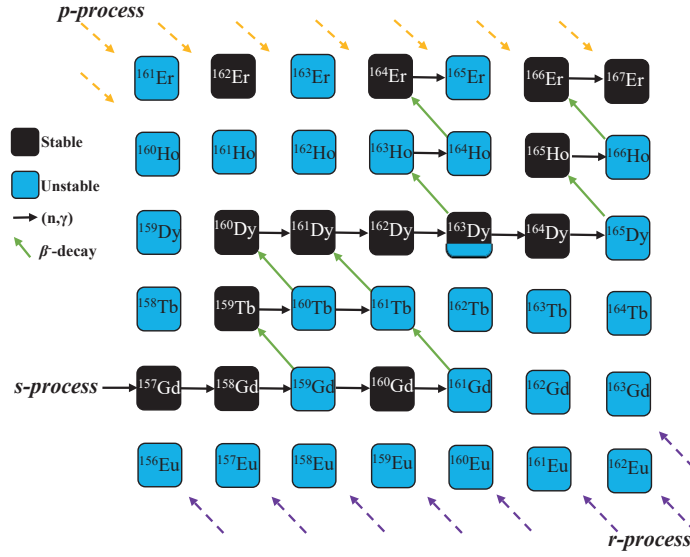 p-process
¹⁶¹Er ¹⁶²Er ¹⁶³Er ¹⁶⁴Er ¹⁶⁵Er ¹⁶⁶Er ¹⁶⁷Er
Stable
Unstable
(n,γ)
β⁻-decay
¹⁶⁰Ho ¹⁶¹Ho ¹⁶²Ho ¹⁶³Ho ¹⁶⁴Ho ¹⁶⁵Ho ¹⁶⁶Ho
¹⁵⁹Dy ¹⁶⁰Dy ¹⁶¹Dy ¹⁶²Dy ¹⁶³Dy ¹⁶⁴Dy ¹⁶⁵Dy
¹⁵⁸Tb ¹⁵⁹Tb ¹⁶⁰Tb ¹⁶¹Tb ¹⁶²Tb ¹⁶³Tb ¹⁶⁴Tb
s-process ¹⁵⁷Gd ¹⁵⁸Gd ¹⁵⁹Gd ¹⁶⁰Gd ¹⁶¹Gd ¹⁶²Gd ¹⁶³Gd
¹⁵⁶Eu ¹⁵⁷Eu ¹⁵⁸Eu ¹⁵⁹Eu ¹⁶⁰Eu ¹⁶¹Eu ¹⁶²Eu
r-process